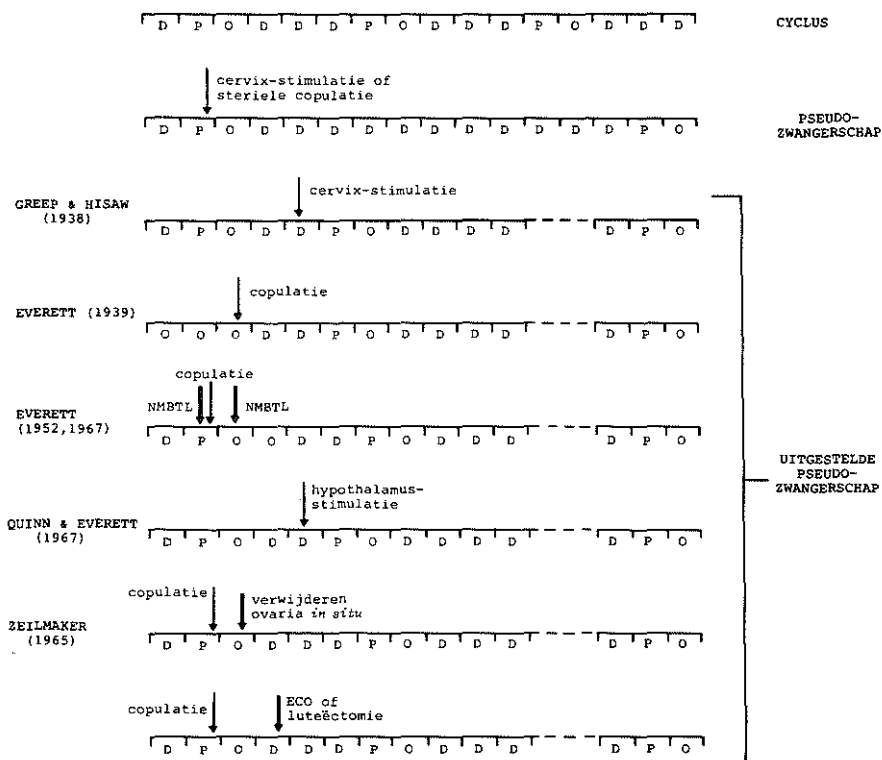 D P O D D D P O D D D P O D D D
CYCLUS
cervix-stimulatie of
steriele copulatie
D P O D D D D D D D D D D D P O
PSEUDO-
ZWANGERSCHAP
GREEP & HISAW
(1938)
cervix-stimulatie
D P O D D P O D D D D D P O
EVERETT (1939)
copulatie
O O O D D P O D D D D D P O
EVERETT
(1952,1967)
copulatie
NMBTL NMBTL
D P O O D D P O D D D D P O
UITGESTELDE
PSEUDO-
ZWANGERSCHAP
QUINN & EVERETT
(1967)
hypothalamus-
stimulatie
D P O D D P O D D D D D P O
ZEILMAKER
(1965)
copulatie
verwijderen
ovaria in situ
D P O D D D P O D D D D P O
copulatie
ECO of
luteëctomie
D P O D D D P O D D D D P O